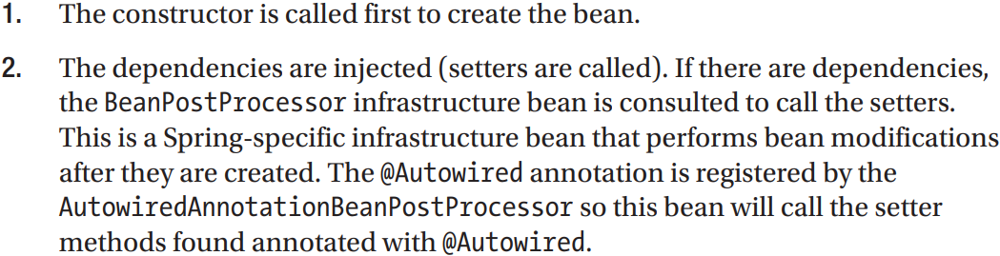 1. The constructor is called first to create the bean.
2. The dependencies are injected (setters are called). If there are dependencies,
the BeanPostProcessor infrastructure bean is consulted to call the setters.
This is a Spring-specific infrastructure bean that performs bean modifications
after they are created. The @Autowired annotation is registered by the
AutowiredAnnotationBeanPostProcessor so this bean will call the setter
methods found annotated with @Autowired.